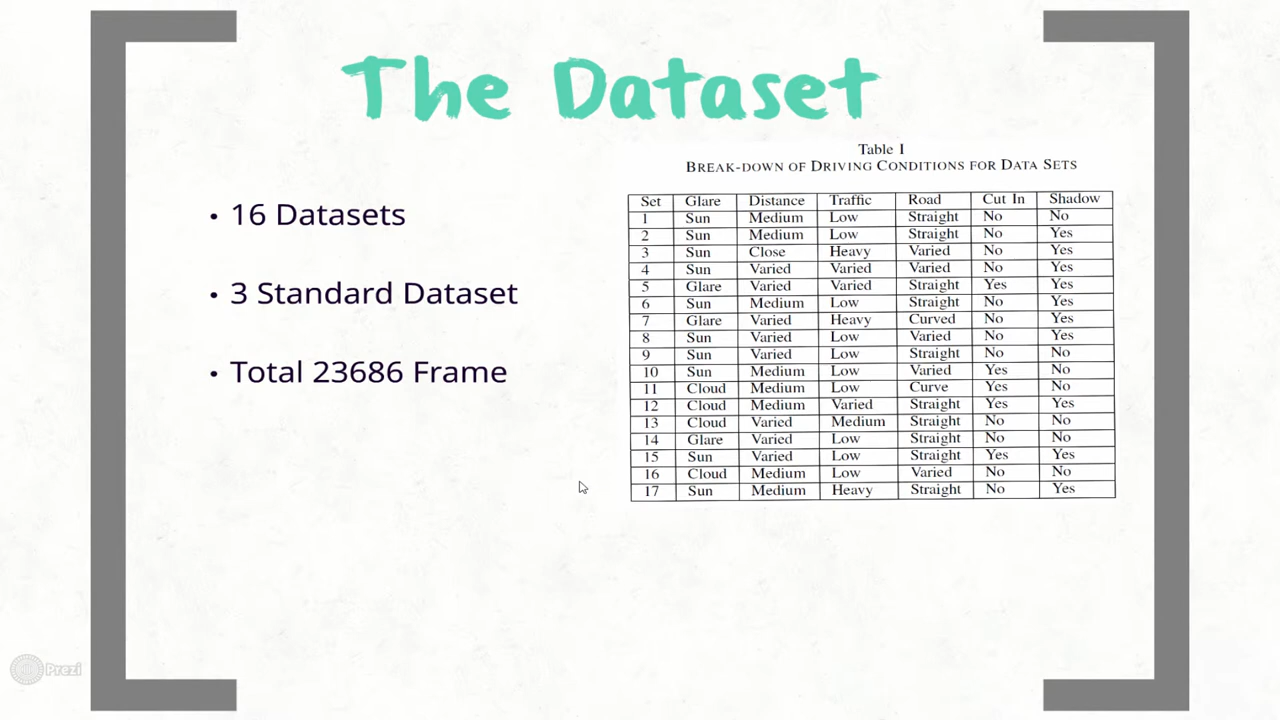 The Dataset
• 16 Datasets
• 3 Standard Dataset
• Total 23686 Frame
Table I
BREAK-DOWN OF DRIVING CONDITIONS FOR DATA SETS
Set Glare Distance Traffic Road Cut In Shadow
1 Sun Medium Low Straight No No
2 Sun Medium Low Straight No Yes
3 Sun Close Heavy Varied No Yes
4 Sun Varied Varied Varied No Yes
5 Glare Varied Varied Straight Yes Yes
6 Sun Medium Low Straight No Yes
7 Glare Varied Heavy Curved No Yes
8 Sun Varied Low Varied No Yes
9 Sun Varied Low Straight No No
10 Sun Medium Low Varied Yes No
11 Cloud Medium Low Curve Yes No
12 Cloud Medium Varied Straight Yes Yes
13 Cloud Varied Medium Straight No No
14 Glare Varied Low Straight No No
15 Sun Varied Low Straight Yes Yes
16 Cloud Medium Low Varied No No
17 Sun Medium Heavy Straight No Yes
Prezi